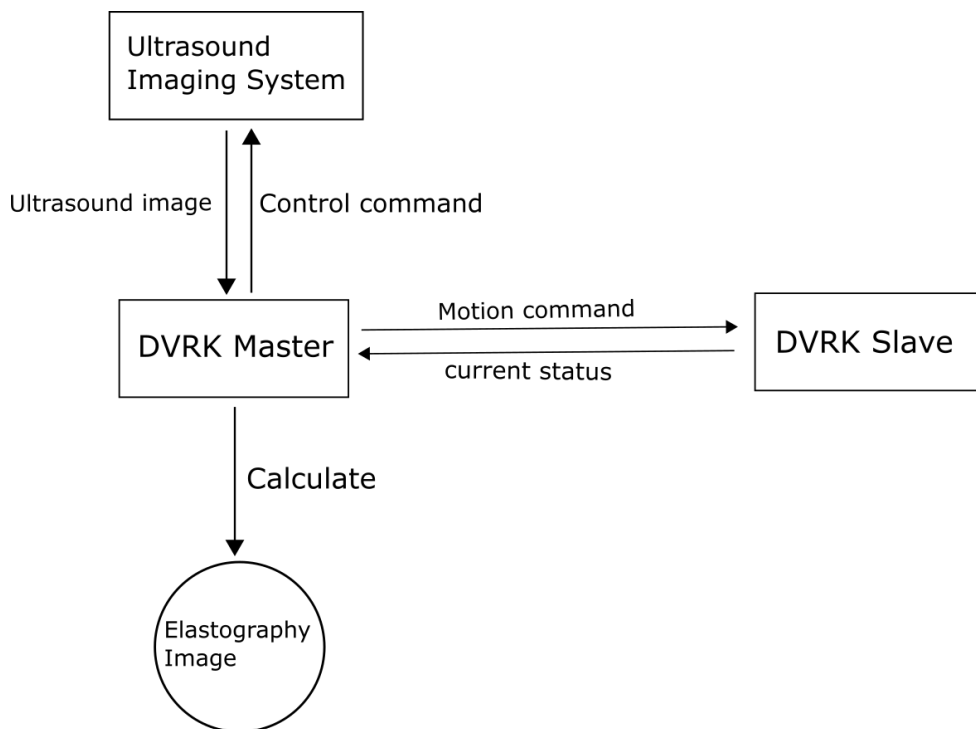 Ultrasound
Imaging System
Ultrasound image
Control command
DVRK Master
Motion command
current status
DVRK Slave
Calculate
Elastography
Image